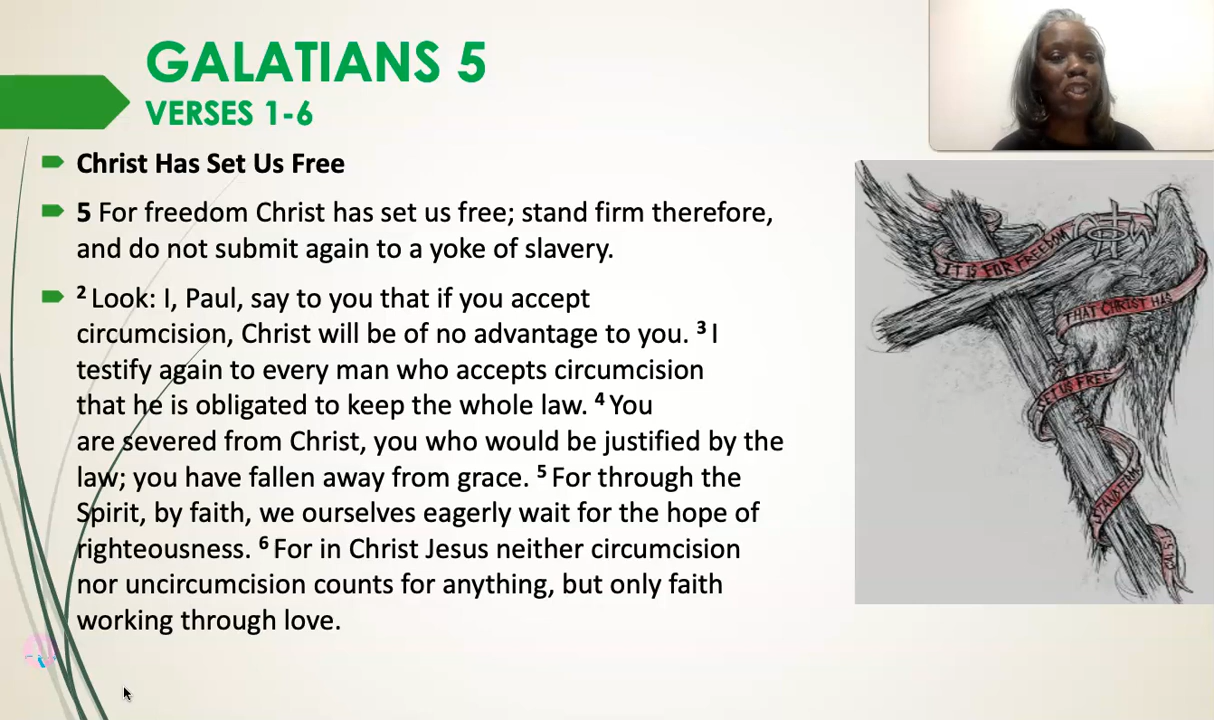 GALATIANS 5
VERSES 1-6
Christ Has Set Us Free
5 For freedom Christ has set us free; stand firm therefore,
and do not submit again to a yoke of slavery.
2 Look: I, Paul, say to you that if you accept
circumcision, Christ will be of no advantage to you. 3 I
testify again to every man who accepts circumcision
that he is obligated to keep the whole law. 4 You
are severed from Christ, you who would be justified by the
law; you have fallen away from grace. 5 For through the
Spirit, by faith, we ourselves eagerly wait for the hope of
righteousness. 6 For in Christ Jesus neither circumcision
nor uncircumcision counts for anything, but only faith
working through love.
IT IS FOR FREEDOM
THAT CHRIST HAS
SET US FREE
STAND FIRM
GAL 5:1